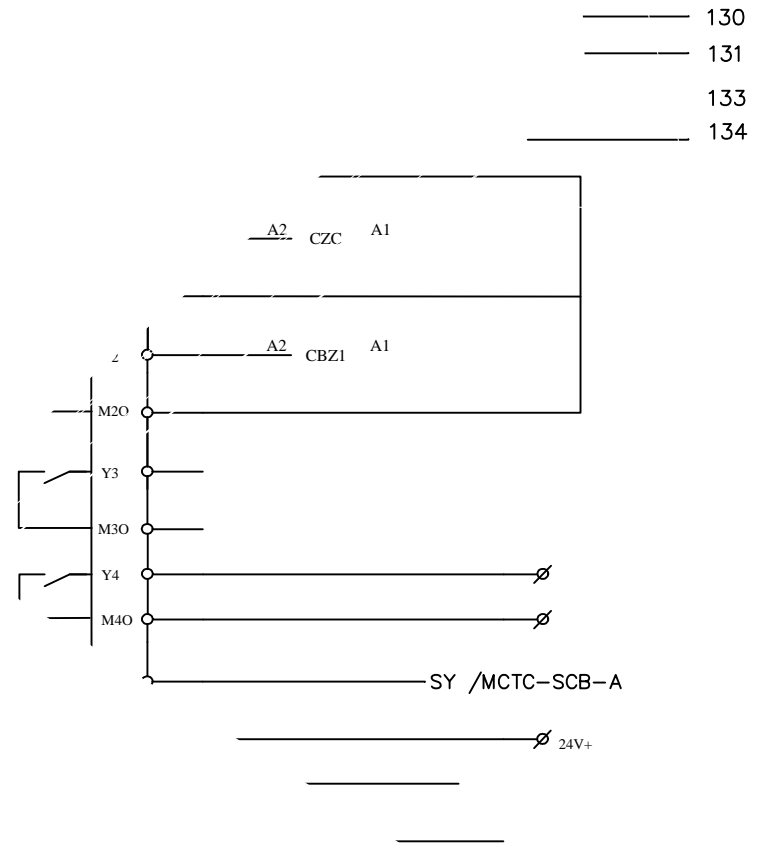 130
131
133
134
A2 CZC A1
A2 CBZ1 A1
M2O
Y3
M3O
Y4
M4O
SY /MCTC-SCB-A
24V+